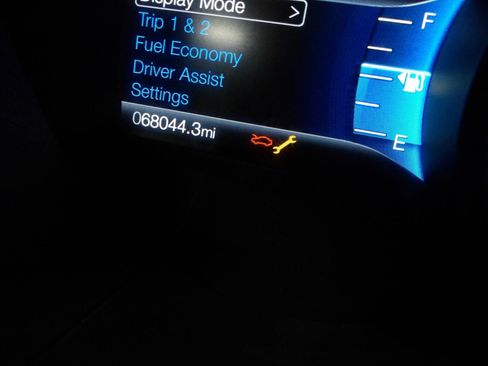 Display Mode >
Trip 1 & 2
Fuel Economy
Driver Assist
Settings
068044.3mi
F
E